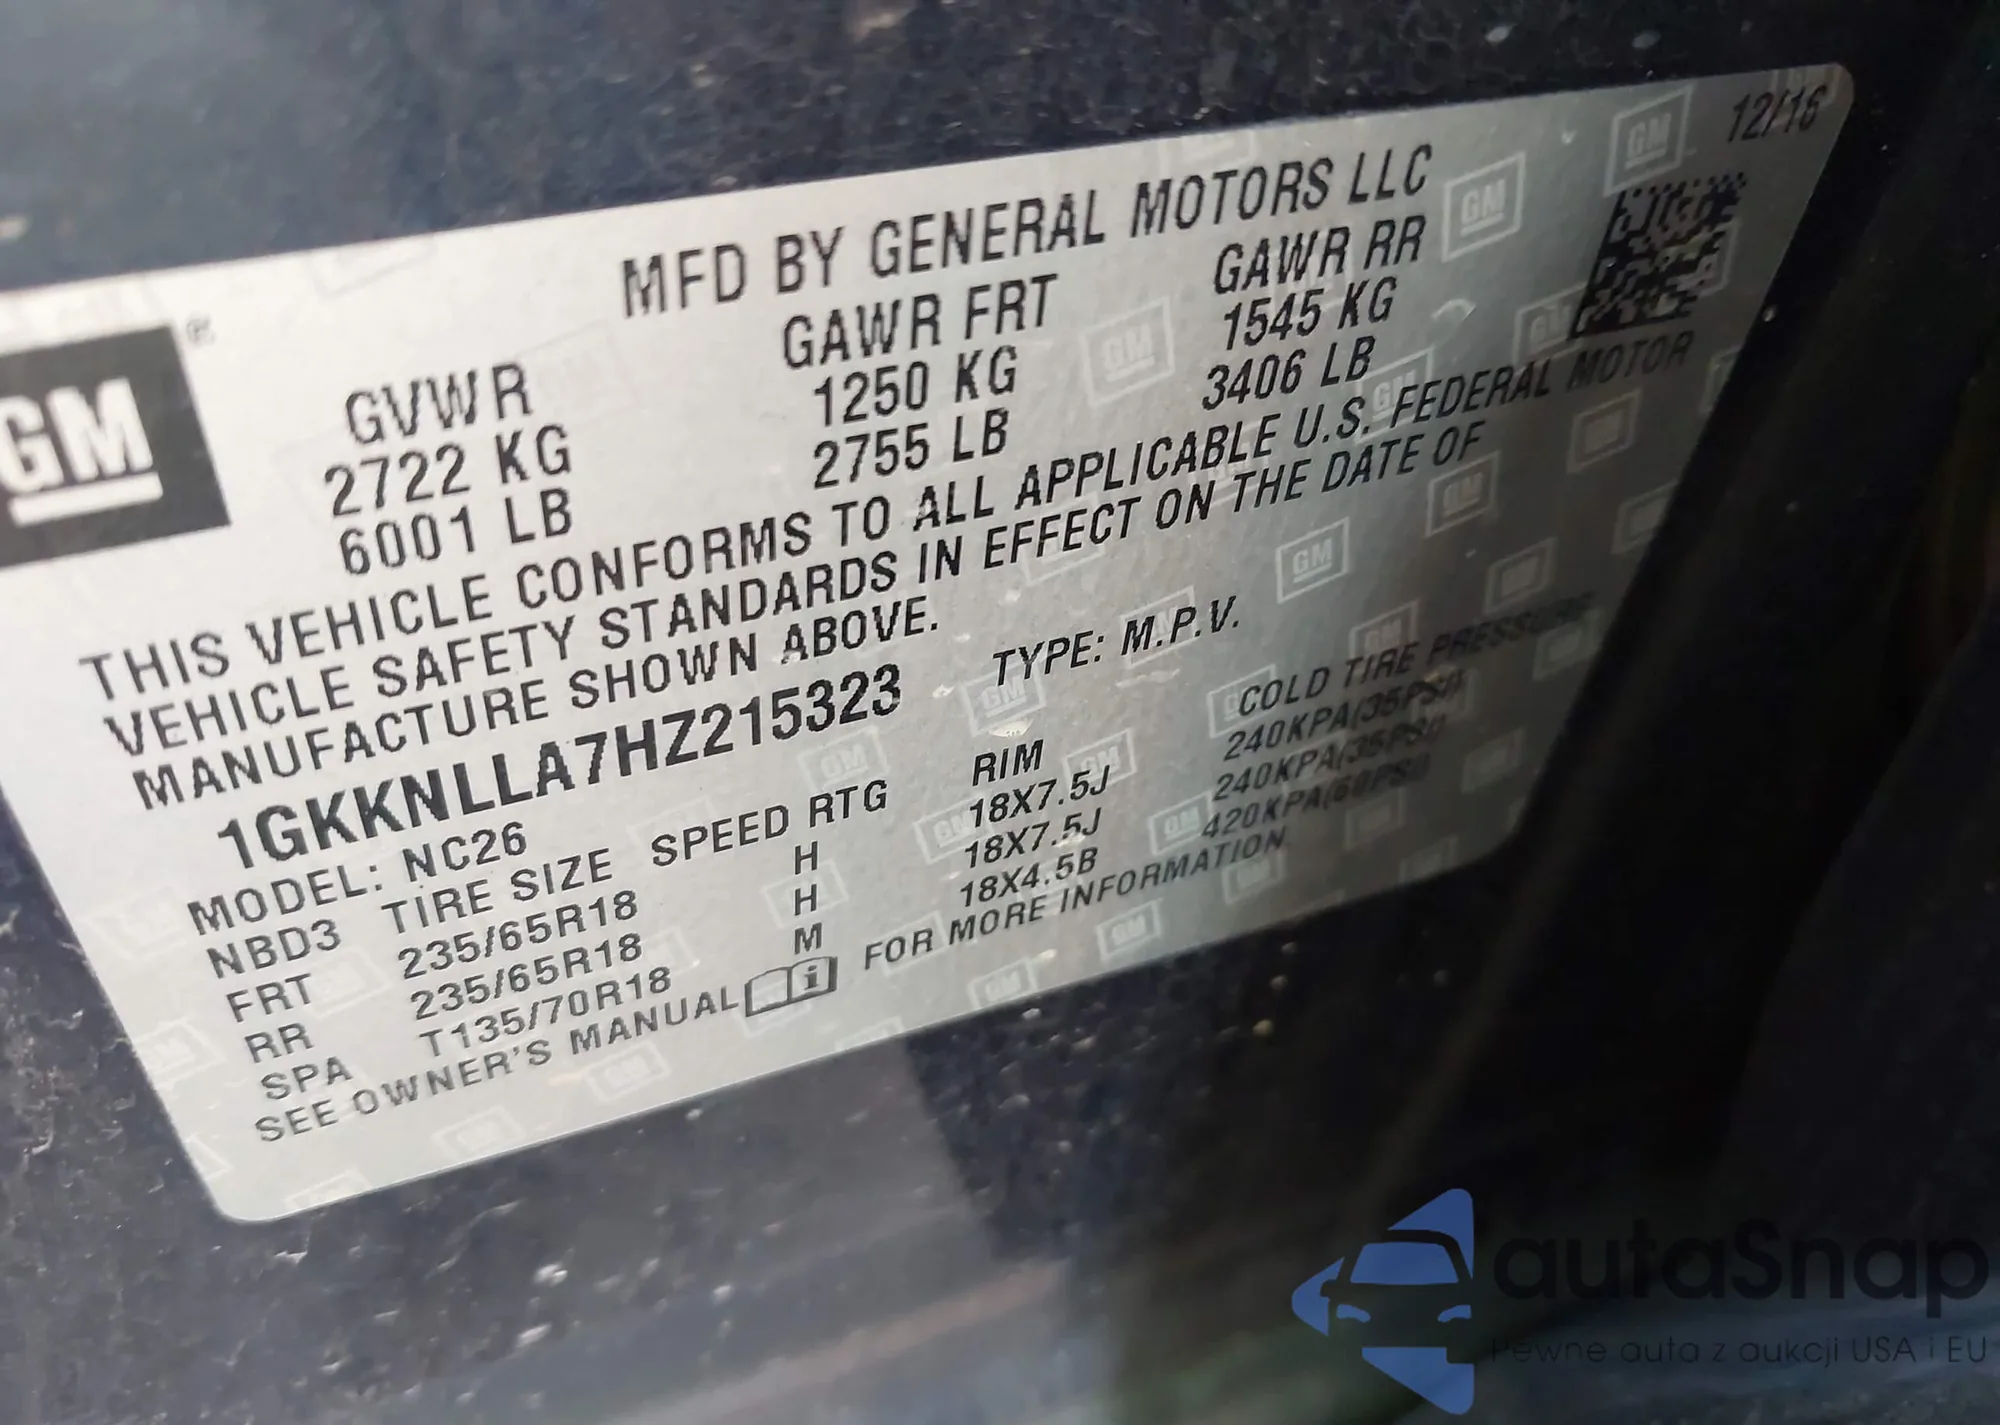 12/16
MFD BY GENERAL MOTORS LLC
GM ®
GVWR GAWR FRT GAWR RR
2722 KG 1250 KG 1545 KG
6001 LB 2755 LB 3406 LB
THIS VEHICLE CONFORMS TO ALL APPLICABLE U.S. FEDERAL MOTOR
VEHICLE SAFETY STANDARDS IN EFFECT ON THE DATE OF
MANUFACTURE SHOWN ABOVE.
1GKKNLLA7HZ215323 TYPE: M.P.V.
MODEL: NC26
NBD3 TIRE SIZE SPEED RTG RIM COLD TIRE PRESSURE
FRT 235/65R18 H 18X7.5J 240KPA(35PSI)
RR 235/65R18 H 18X7.5J 240KPA(35PSI)
SPA T135/70R18 M 18X4.5B 420KPA(60PSI)
SEE OWNER'S MANUAL FOR MORE INFORMATION
autaSnap
Pewne auta z aukcji USA i EU